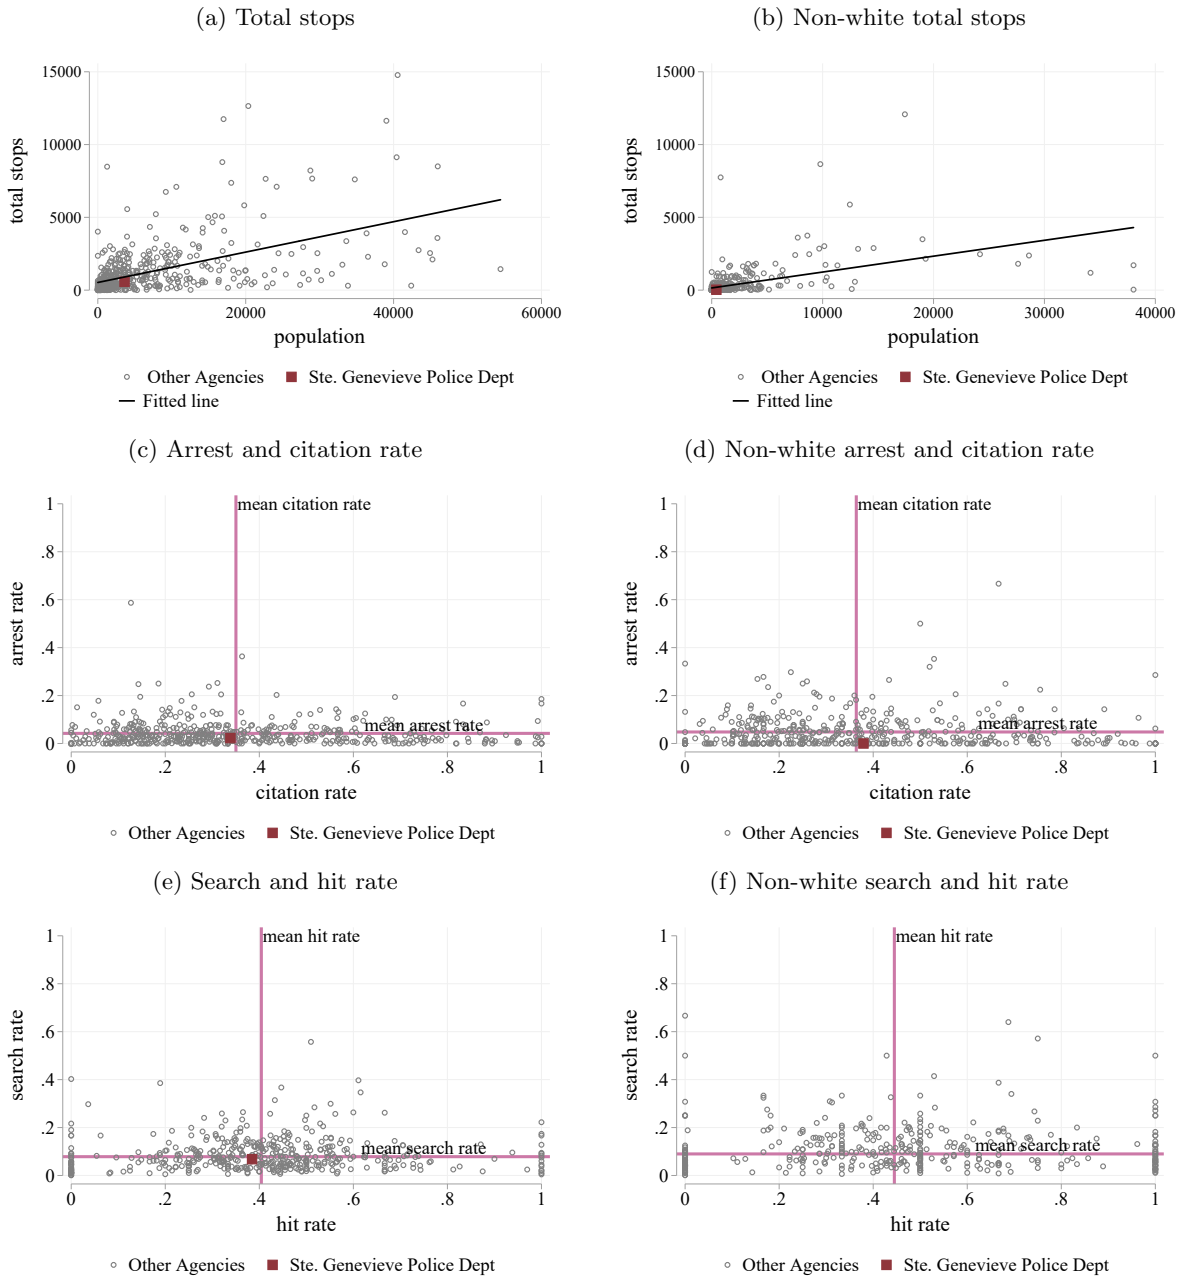 (a) Total stops
(b) Non-white total stops
15000
10000
5000
0
total stops
0 20000 40000 60000
population
Other Agencies Ste. Genevieve Police Dept
Fitted line
15000
10000
5000
0
total stops
0 10000 20000 30000 40000
population
Other Agencies Ste. Genevieve Police Dept
Fitted line
(c) Arrest and citation rate
(d) Non-white arrest and citation rate
1
.8
.6
.4
.2
0
arrest rate
mean citation rate
mean arrest rate
0 .2 .4 .6 .8 1
citation rate
Other Agencies Ste. Genevieve Police Dept
1
.8
.6
.4
.2
0
arrest rate
mean citation rate
mean arrest rate
0 .2 .4 .6 .8 1
citation rate
Other Agencies Ste. Genevieve Police Dept
(e) Search and hit rate
(f) Non-white search and hit rate
1
.8
.6
.4
.2
0
search rate
mean hit rate
mean search rate
0 .2 .4 .6 .8 1
hit rate
Other Agencies Ste. Genevieve Police Dept
1
.8
.6
.4
.2
0
search rate
mean hit rate
mean search rate
0 .2 .4 .6 .8 1
hit rate
Other Agencies Ste. Genevieve Police Dept